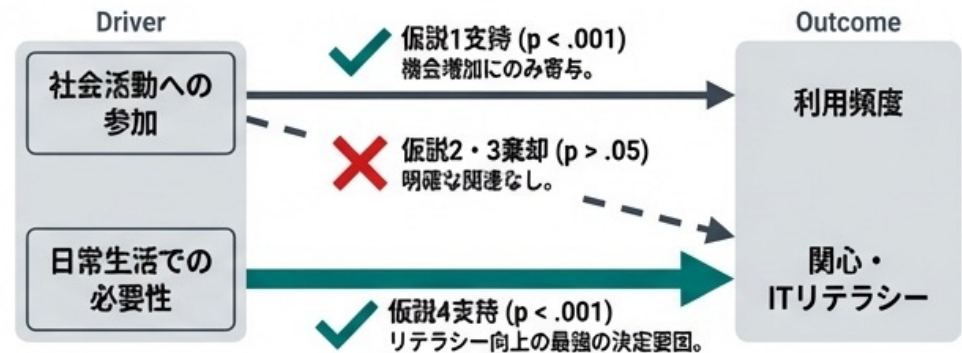 Driver
Outcome
社会活動への
参加
仮説1支持 (p < .001)
機会増加にのみ寄与。
利用頻度
仮説2・3棄却 (p > .05)
明確な関連なし。
日常生活での
必要性
関心・
ITリテラシー
仮説4支持 (p < .001)
リテラシー向上の最強の決定要因。